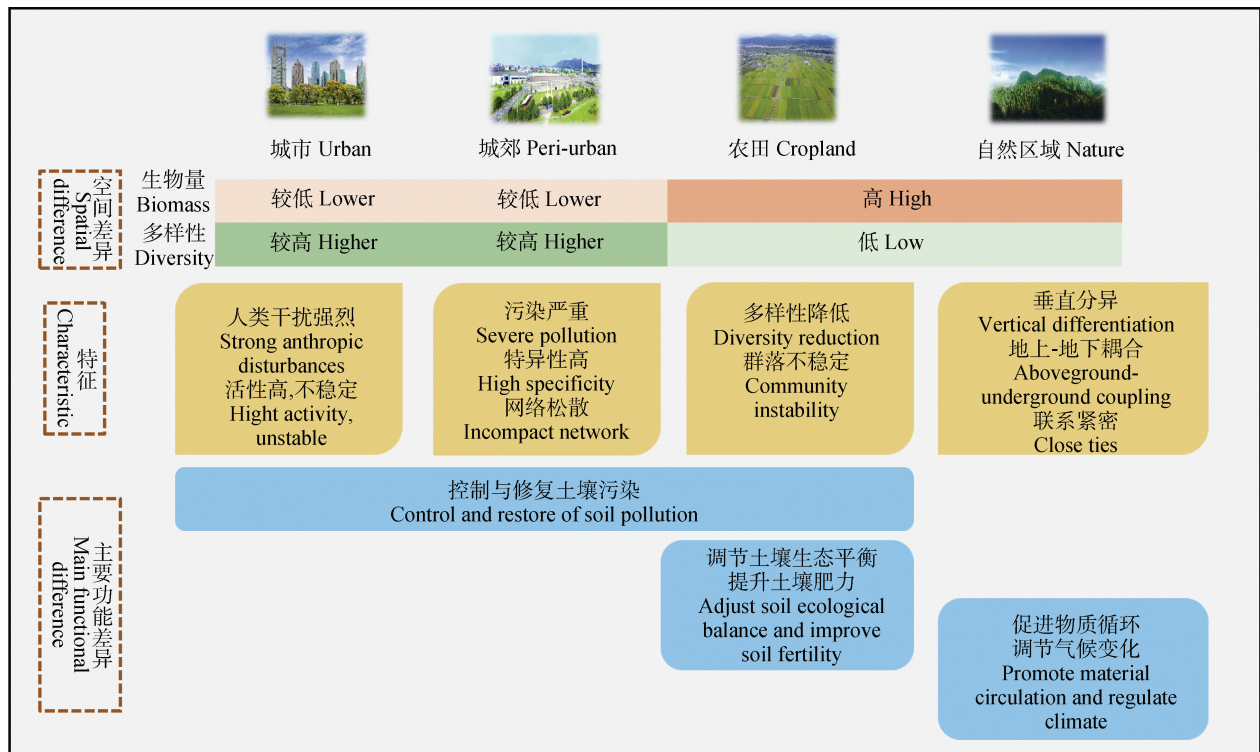 城市 Urban
城郊 Peri-urban
农田 Cropland
自然区域 Nature
空间差异
Spatial
difference
生物量
Biomass
较低 Lower
较低 Lower
高 High
多样性
Diversity
较高 Higher
较高 Higher
低 Low
特征
Characteristic
人类干扰强烈
Strong anthropic
disturbances
活性高,不稳定
Hight activity,
unstable
污染严重
Severe pollution
特异性高
High specificity
网络松散
Incompact network
多样性降低
Diversity reduction
群落不稳定
Community
instability
垂直分异
Vertical differentiation
地上-地下耦合
Aboveground-
underground coupling
联系紧密
Close ties
主要功能差异
Main functional
difference
控制与修复土壤污染
Control and restore of soil pollution
调节土壤生态平衡
提升土壤肥力
Adjust soil ecological
balance and improve
soil fertility
促进物质循环
调节气候变化
Promote material
circulation and regulate
climate